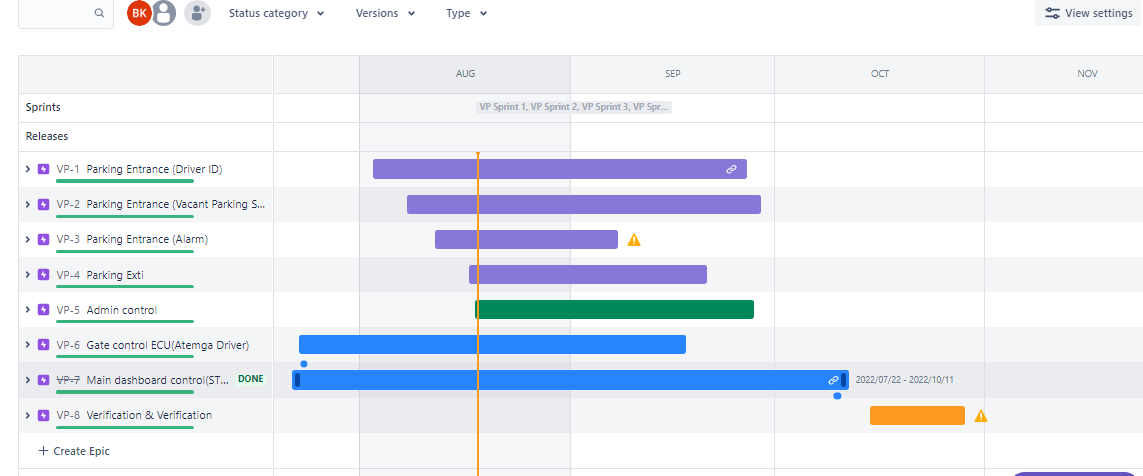 BK Status category Versions Type View settings
AUG SEP OCT NOV
Sprints VP Sprint 1, VP Sprint 2, VP Sprint 3, VP Spr...
Releases
VP-1 Parking Entrance (Driver ID)
VP-2 Parking Entrance (Vacant Parking S...
VP-3 Parking Entrance (Alarm)
VP-4 Parking Exti
VP-5 Admin control
VP-6 Gate control ECU(Atemga Driver)
VP-7 Main dashboard control(ST... DONE 2022/07/22 - 2022/10/11
VP-8 Verification & Verification
+ Create Epic